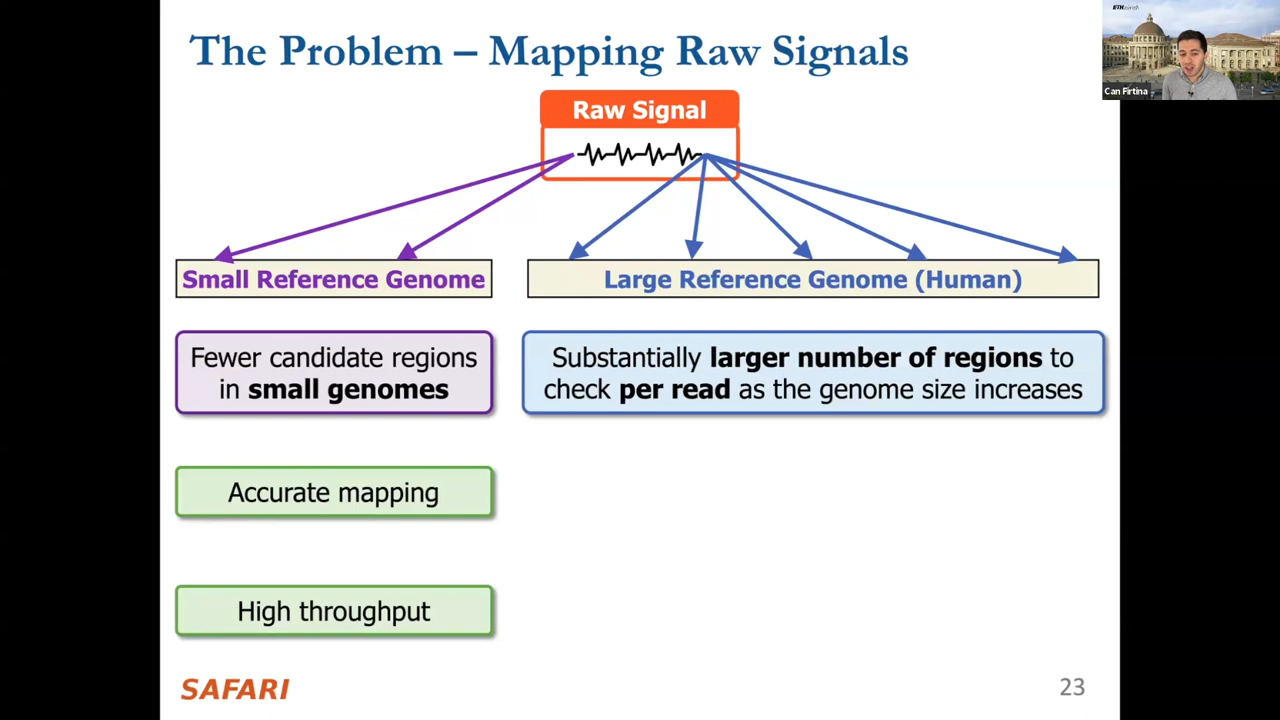 The Problem – Mapping Raw Signals
ETH zürich
Can Firtina
Raw Signal
Small Reference Genome
Large Reference Genome (Human)
Fewer candidate regions
in small genomes
Substantially larger number of regions to
check per read as the genome size increases
Accurate mapping
High throughput
SAFARI
23